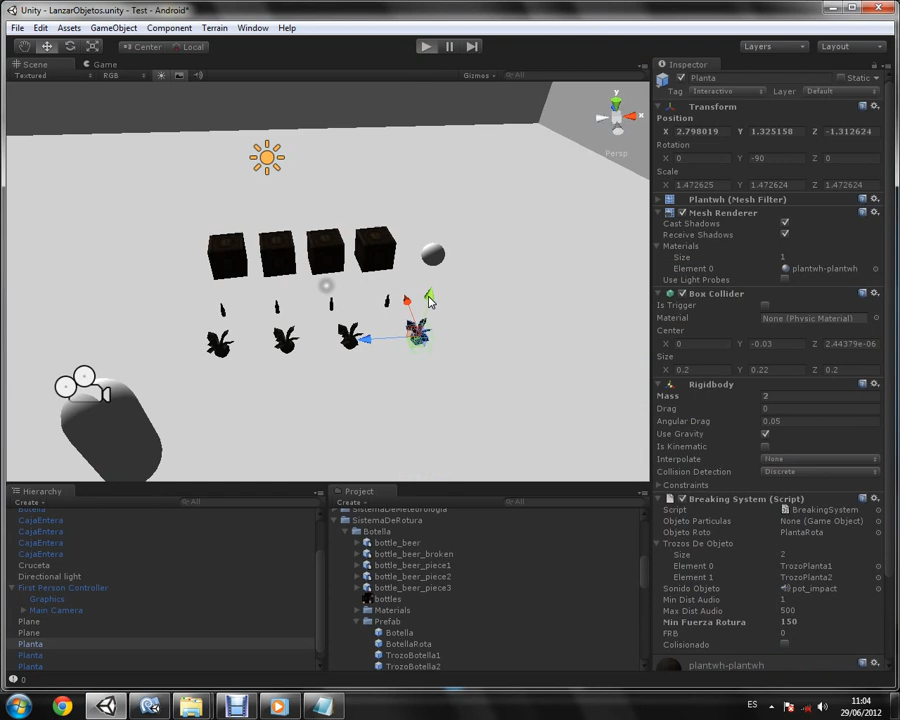 Unity - LanzarObjetos.unity - Test - Android*
File Edit Assets GameObject Component Terrain Window Help
Center Local Layers Layout
Scene Game
Textured RGB Gizmos All
y
x
Persp
Inspector
Planta Static
Tag Interactivo Layer Default
Transform
Position
X 2.798019 Y 1.325158 Z -1.312624
Rotation
X 0 Y -90 Z 0
Scale
X 1.472625 Y 1.472624 Z 1.472624
Plantwh (Mesh Filter)
Mesh Renderer
Cast Shadows
Receive Shadows
Materials
Size 1
Element 0 plantwh-plantwh
Use Light Probes
Box Collider
Is Trigger
Material None (Physic Material)
Center
X 0 Y -0.03 Z 2.44379e-06
Size
X 0.2 Y 0.22 Z 0.2
Rigidbody
Mass 2
Drag 0
Angular Drag 0.05
Use Gravity
Is Kinematic
Interpolate None
Collision Detection Discrete
Constraints
Breaking System (Script)
Script BreakingSystem
Objeto Particulas None (Game Object)
Objeto Roto PlantaRota
Trozos De Objeto
Size 2
Element 0 TrozoPlanta1
Element 1 TrozoPlanta2
Sonido Objeto pot_impact
Min Dist Audio 1
Max Dist Audio 500
Min Fuerza Rotura 150
FRB 0
Colisionado
plantwh-plantwh
Hierarchy
Create All
Botella
CajaEntera
CajaEntera
CajaEntera
CajaEntera
Cruceta
Directional light
First Person Controller
Graphics
Main Camera
Plane
Plane
Planta
Planta
Planta
Project
Create All
SistemaDeMeteorologia
SistemaDeRotura
Botella
bottle_beer
bottle_beer_broken
bottle_beer_piece1
bottle_beer_piece2
bottle_beer_piece3
bottles
Materials
Prefab
Botella
BotellaRota
TrozoBotella1
TrozoBotella2
0
ES 11:04
29/06/2012